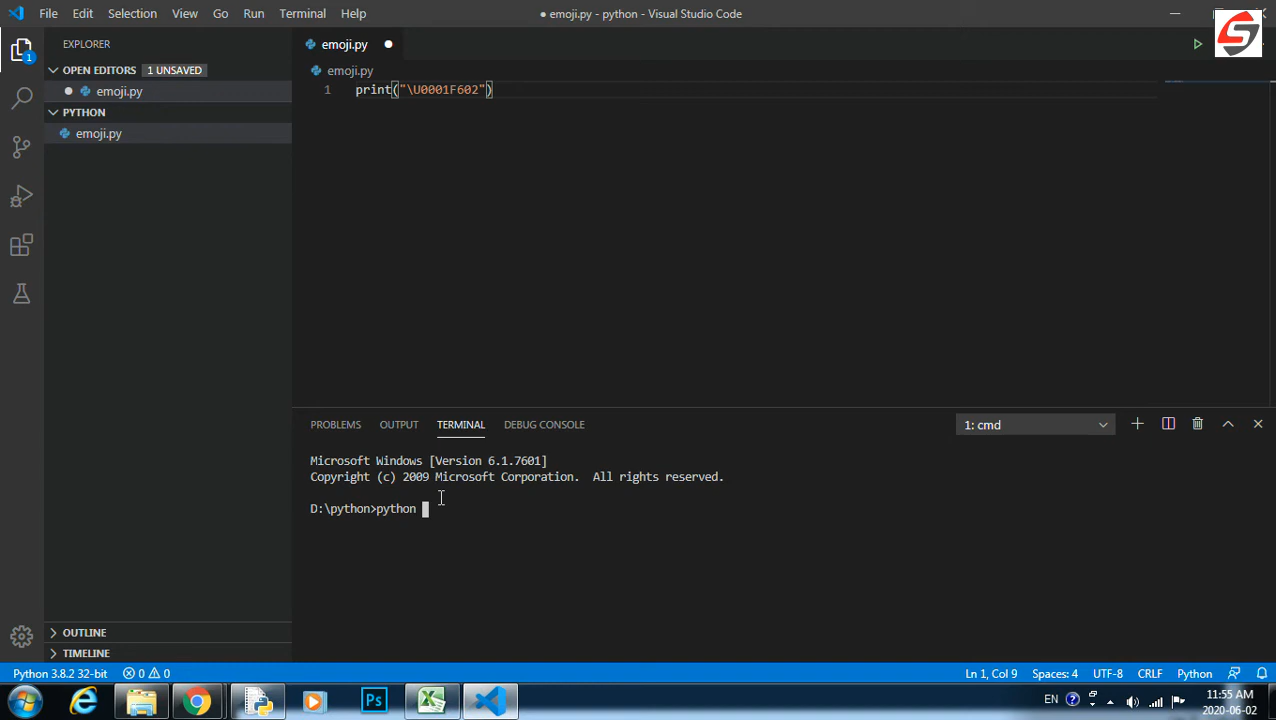 File Edit Selection View Go Run Terminal Help
● emoji.py - python - Visual Studio Code
EXPLORER
OPEN EDITORS 1 UNSAVED
emoji.py
PYTHON
emoji.py
OUTLINE
TIMELINE
1
emoji.py
emoji.py
1 print("\U0001F602")
PROBLEMS OUTPUT TERMINAL DEBUG CONSOLE
1: cmd
Microsoft Windows [Version 6.1.7601]
Copyright (c) 2009 Microsoft Corporation. All rights reserved.
D:\python>python
Python 3.8.2 32-bit 0 0 Ln 1, Col 9 Spaces: 4 UTF-8 CRLF Python
Ps
EN
11:55 AM
2020-06-02